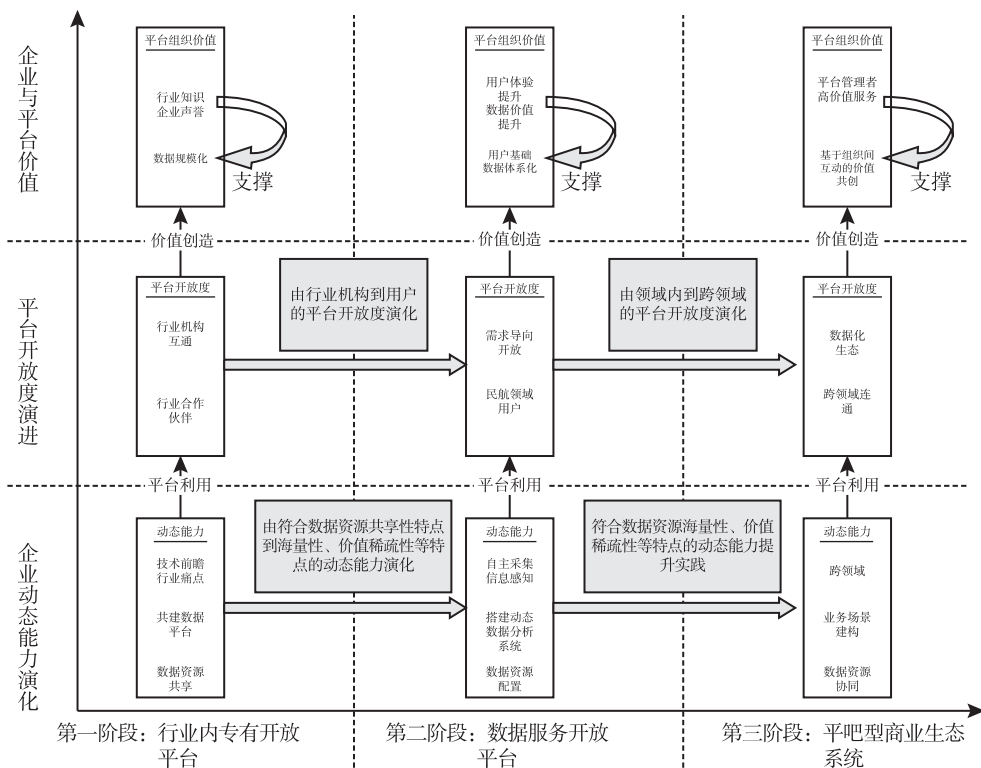 企业与平台价值
平台组织价值
行业知识
企业声誉
数据规模化
支撑
平台组织价值
用户体验
提升
数据价值
提升
用户基础
数据体系化
支撑
平台组织价值
平台管理者
高价值服务
基于组织间
互动的价值
共创
支撑
价值创造
价值创造
价值创造
平台开放度演进
平台开放度
行业机构
互通
行业合作
伙伴
由行业机构到用户
的平台开放度演化
平台开放度
需求导向
开放
民航领域
用户
由领域内到跨领域
的平台开放度演化
平台开放度
数据化
生态
跨领域连
通
平台利用
平台利用
平台利用
企业动态能力演化
动态能力
技术前瞻
行业痛点
共建数据
平台
数据资源
共享
由符合数据资源共享性特点
到海量性、价值稀疏性等特
点的动态能力演化
动态能力
自主采集
信息感知
搭建动态
数据分析
系统
数据资源
配置
符合数据资源海量性、价值
稀疏性等特点的动态能力提
升实践
动态能力
跨领域
业务场景
建构
数据资源
协同
第一阶段：行业内专有开放
平台
第二阶段：数据服务开放
平台
第三阶段：平吧型商业生态
系统